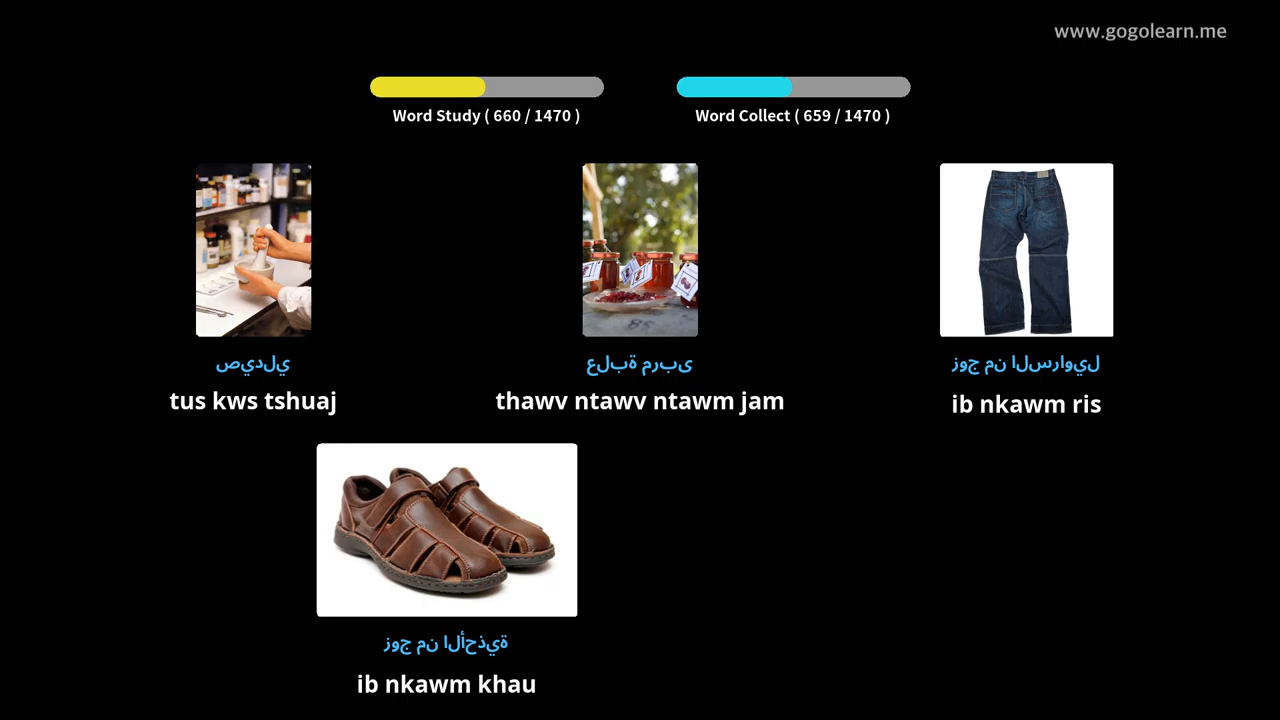 www.gogolearn.me
Word Study ( 660 / 1470 )
Word Collect ( 659 / 1470 )
صيدلي
tus kws tshuaj
علبة مربى
thawv ntawv ntawm jam
زوج من السراويل
ib nkawm ris
زوج من الأحذية
ib nkawm khau